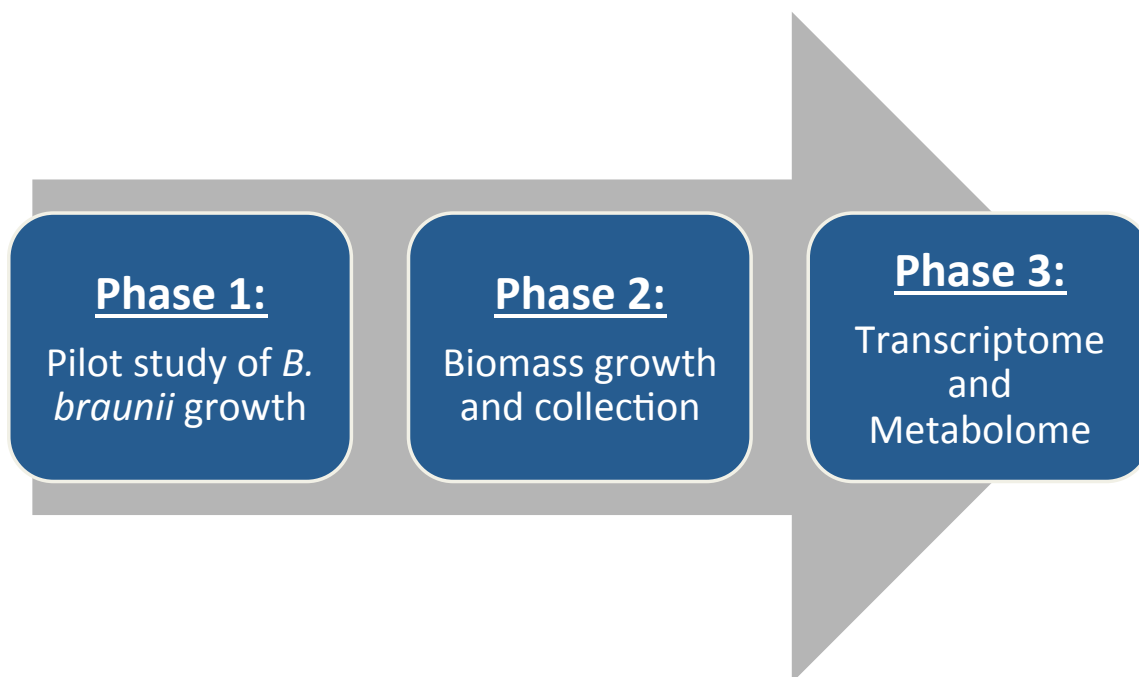 Phase 1:
Pilot study of B.
braunii growth
Phase 2:
Biomass growth
and collection
Phase 3:
Transcriptome
and
Metabolome